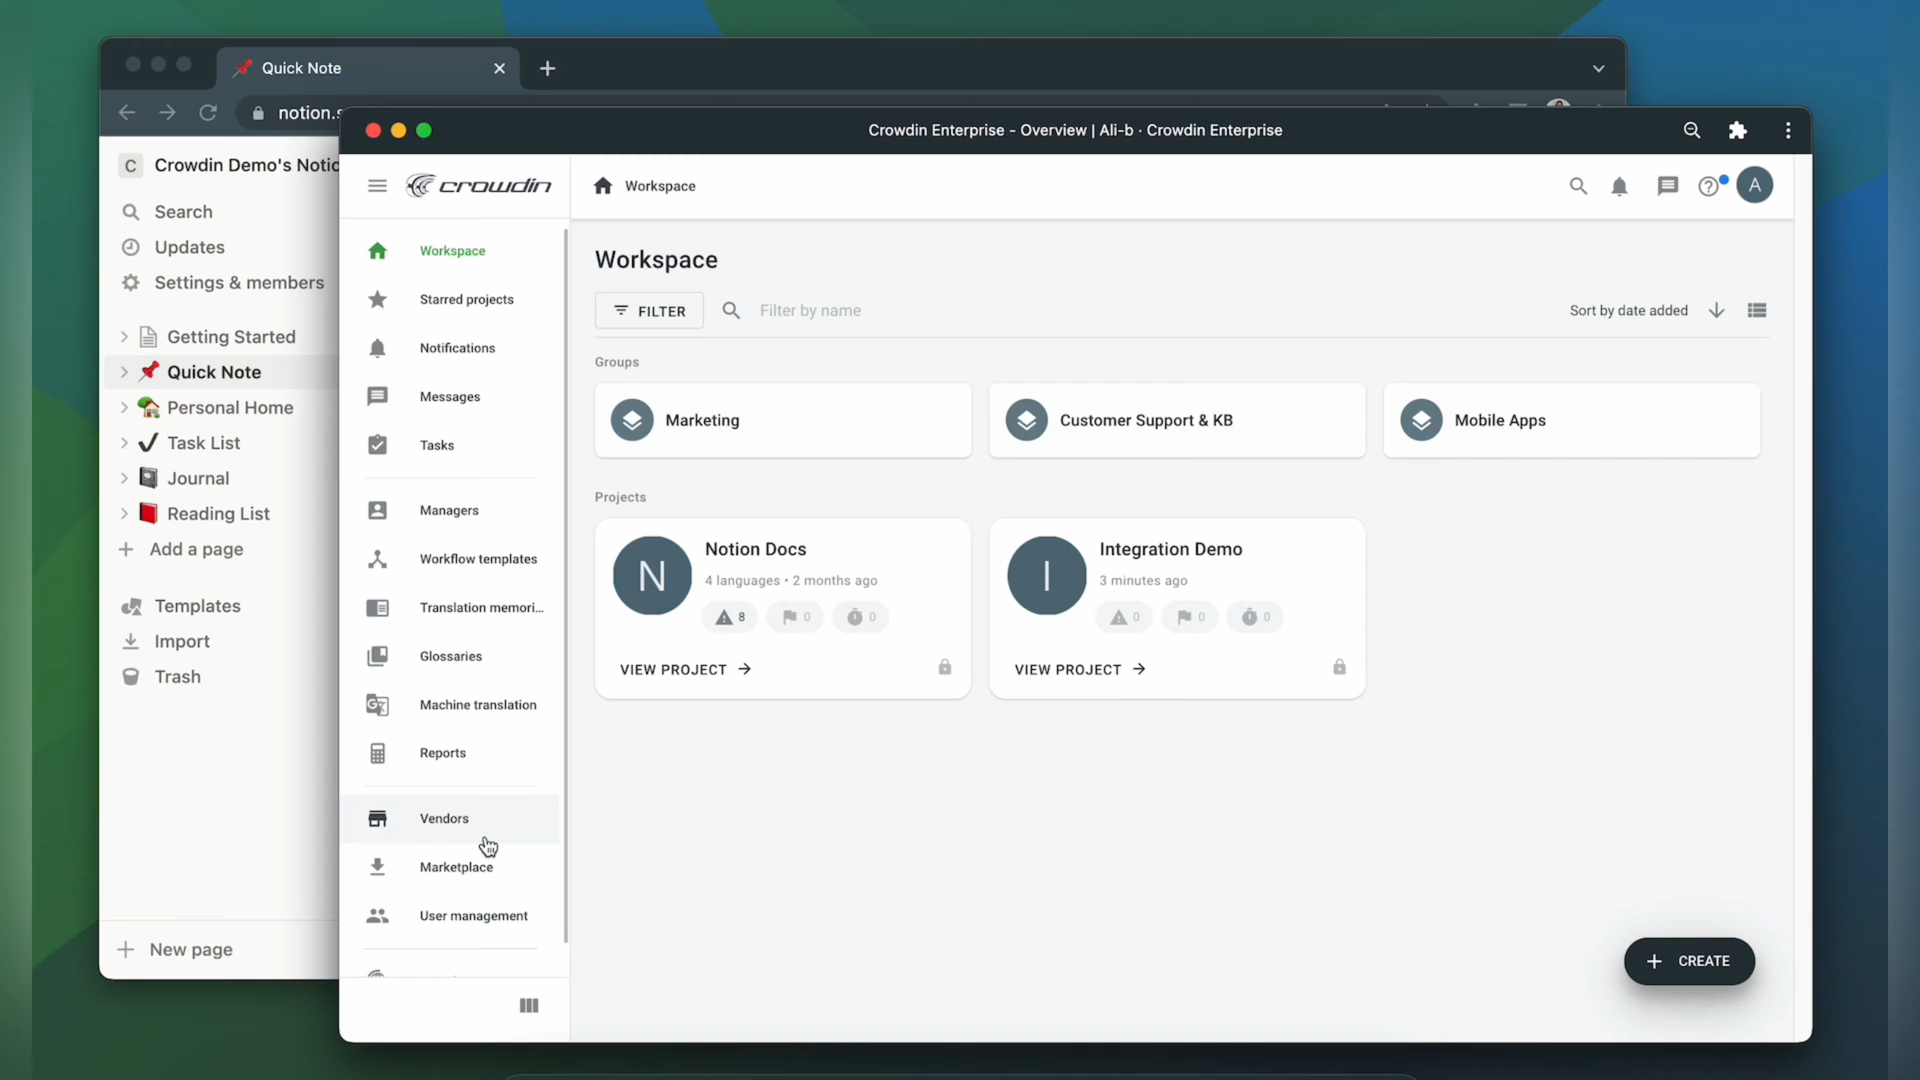 Quick Note
notion.s
C Crowdin Demo's Notio
Search
Updates
Settings & members
Getting Started
Quick Note
Personal Home
Task List
Journal
Reading List
Add a page
Templates
Import
Trash
New page
Crowdin Enterprise - Overview | Ali-b · Crowdin Enterprise
crowdin
Workspace
A
Workspace
Starred projects
Notifications
Messages
Tasks
Managers
Workflow templates
Translation memori...
Glossaries
Machine translation
Reports
Vendors
Marketplace
User management
Workspace
FILTER
Filter by name
Sort by date added
Groups
Marketing
Customer Support & KB
Mobile Apps
Projects
N
Notion Docs
4 languages • 2 months ago
8 0 0
VIEW PROJECT
I
Integration Demo
3 minutes ago
0 0 0
VIEW PROJECT
CREATE